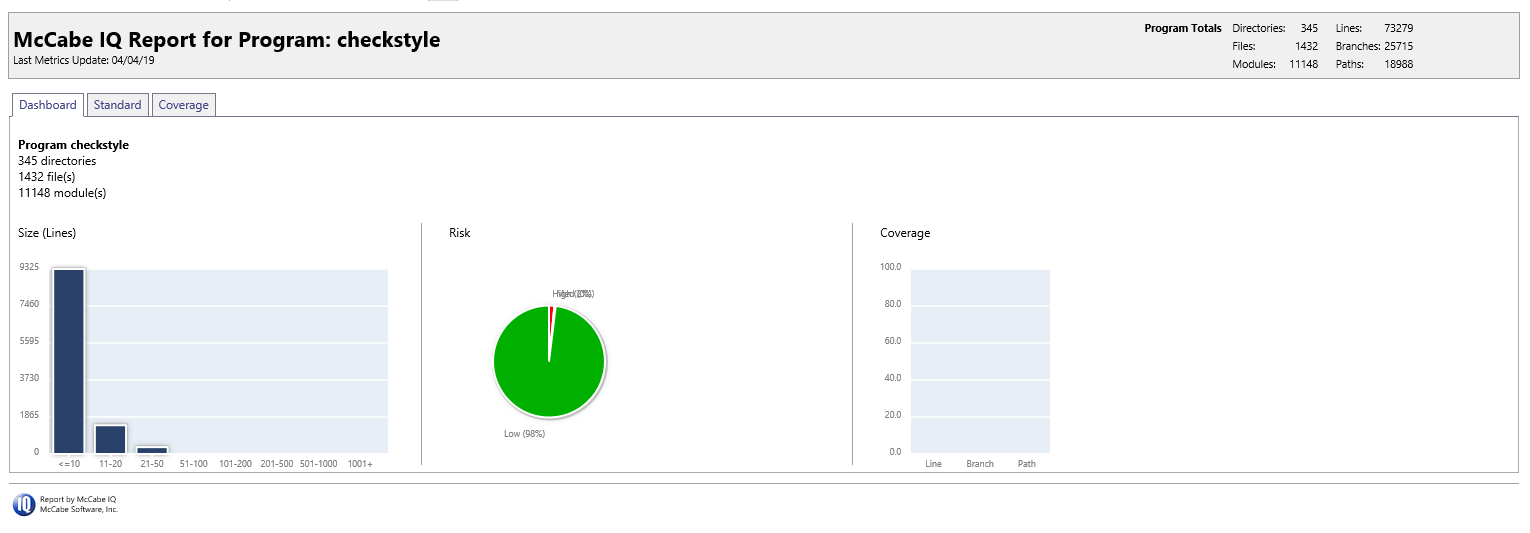 McCabe IQ Report for Program: checkstyle
Last Metrics Update: 04/04/19
Program Totals Directories: 345 Lines: 73279
Files: 1432 Branches: 25715
Modules: 11148 Paths: 18988
Dashboard Standard Coverage
Program checkstyle
345 directories
1432 file(s)
11148 module(s)
Size (Lines)
9325
7460
5595
3730
1865
0
<=10 11-20 21-50 51-100 101-200 201-500 501-1000 1001+
Risk
Low (98%)
Coverage
100.0
80.0
60.0
40.0
20.0
0.0
Line Branch Path
IQ
Report by McCabe IQ
McCabe Software, Inc.